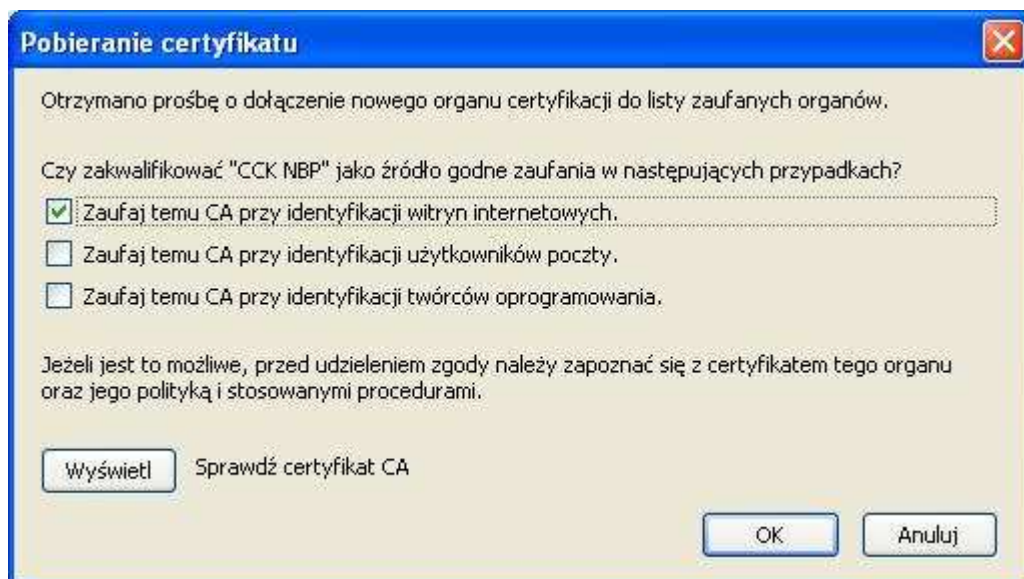 Pobieranie certyfikatu
Otrzymano prośbę o dołączenie nowego organu certyfikacji do listy zaufanych organów.
Czy zakwalifikować "CCK NBP" jako źródło godne zaufania w następujących przypadkach?
Zaufaj temu CA przy identyfikacji witryn internetowych.
Zaufaj temu CA przy identyfikacji użytkowników poczty.
Zaufaj temu CA przy identyfikacji twórców oprogramowania.
Jeżeli jest to możliwe, przed udzieleniem zgody należy zapoznać się z certyfikatem tego organu
oraz jego polityką i stosowanymi procedurami.
Wyświetl Sprawdź certyfikat CA
OK Anuluj